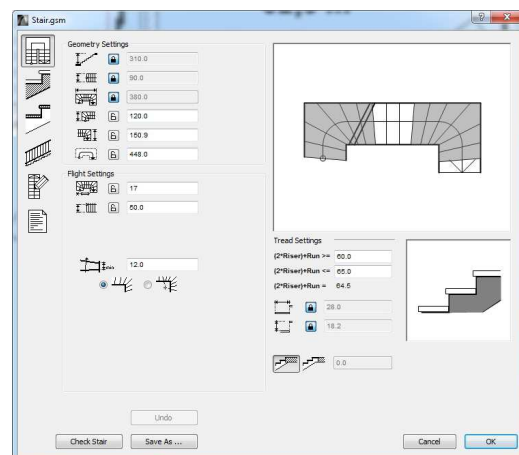 Stair.gsm
Geometry Settings
310.0
90.0
380.0
120.0
150.9
448.0
Flight Settings
17
60.0
min
12.0
Tread Settings
(2*Riser)+Run >= 60.0
(2*Riser)+Run <= 65.0
(2*Riser)+Run = 64.5
28.0
18.2
0.0
Undo
Check Stair
Save As ...
Cancel
OK